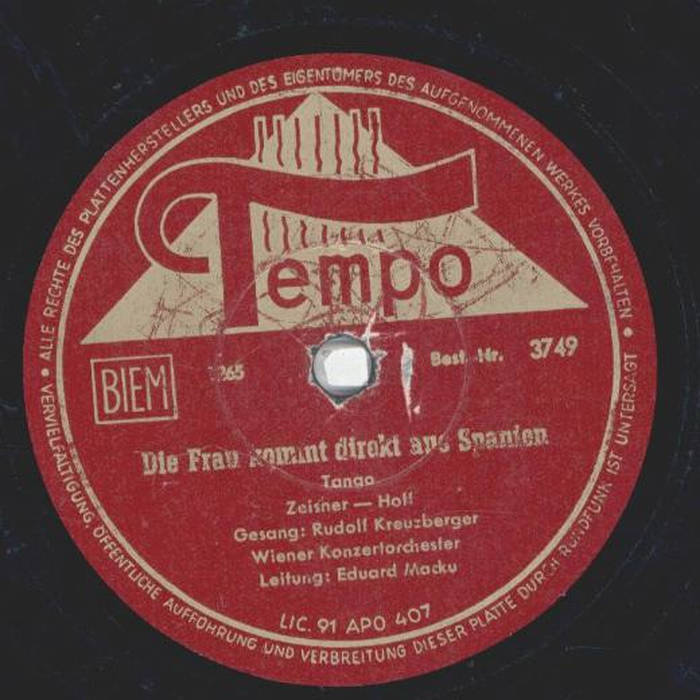 ALLE RECHTE DES PLATTENHERSTELLERS UND DES EIGENTÜMERS DES AUFGENOMMENEN WERKES VORBEHALTEN •
Tempo
BIEM
Best.-Nr. 3749
Die Frau kommt direkt aus Spanien
Tango
Zeisner — Holf
Gesang: Rudolf Kreuzberger
Wiener Konzertorchester
Leitung: Eduard Macku
LIC. 91 APO 407
• VERVIELFÄLTIGUNG, ÖFFENTLICHE AUFFÜHRUNG UND VERBREITUNG DIESER PLATTE DURCH RUNDFUNK IST UNTERSAGT